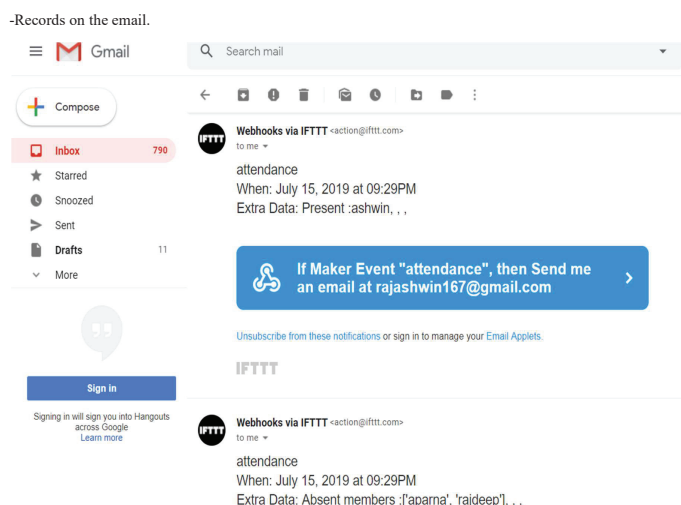 -Records on the email.
Gmail
Search mail
Compose
Inbox 790
Starred
Snoozed
Sent
Drafts 11
More
Sign in
Signing in will sign you into Hangouts
across Google
Learn more
IFTTT
Webhooks via IFTTT <action@ifttt.com>
to me
attendance
When: July 15, 2019 at 09:29PM
Extra Data: Present :ashwin, , ,
If Maker Event "attendance", then Send me
an email at rajashwin167@gmail.com
Unsubscribe from these notifications or sign in to manage your Email Applets.
IFTTT
IFTTT
Webhooks via IFTTT <action@ifttt.com>
to me
attendance
When: July 15, 2019 at 09:29PM
Extra Data: Absent members :['aparna', 'rajdeep'], , ,